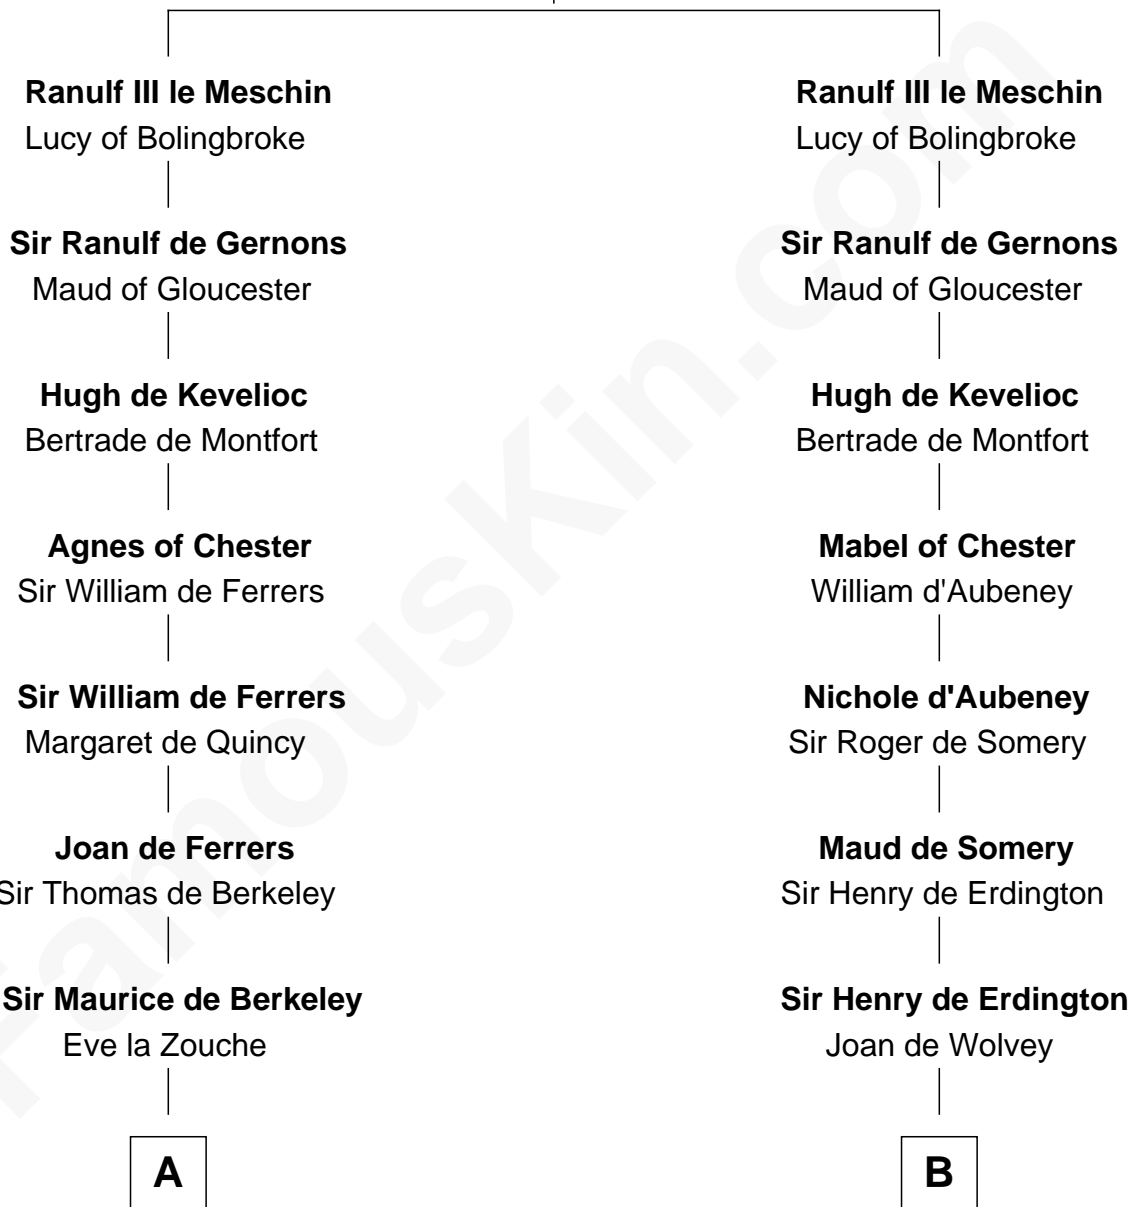 Ranulf III le Meschin
Lucy of Bolingbroke
Sir Ranulf de Gernons
Maud of Gloucester
Hugh de Kevelioc
Bertrade de Montfort
Agnes of Chester
Sir William de Ferrers
Sir William de Ferrers
Margaret de Quincy
Joan de Ferrers
Sir Thomas de Berkeley
Sir Maurice de Berkeley
Eve la Zouche
A
Ranulf III le Meschin
Lucy of Bolingbroke
Sir Ranulf de Gernons
Maud of Gloucester
Hugh de Kevelioc
Bertrade de Montfort
Mabel of Chester
William d'Aubeney
Nichole d'Aubeney
Sir Roger de Somery
Maud de Somery
Sir Henry de Erdington
Sir Henry de Erdington
Joan de Wolvey
B
FamousKin.com